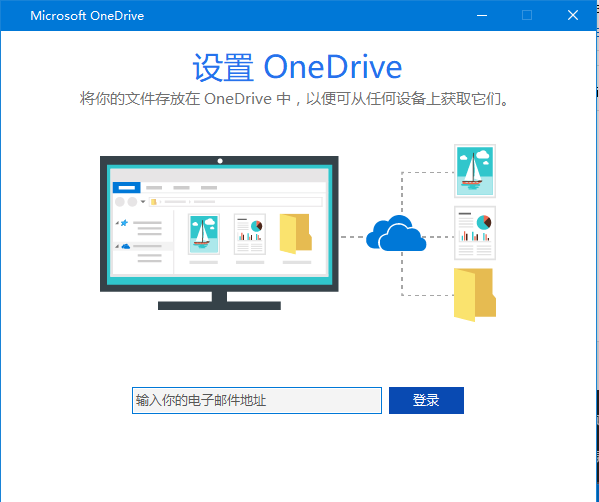 Microsoft OneDrive
设置 OneDrive
将你的文件存放在 OneDrive 中，以便可从任何设备上获取它们。
输入你的电子邮件地址
登录